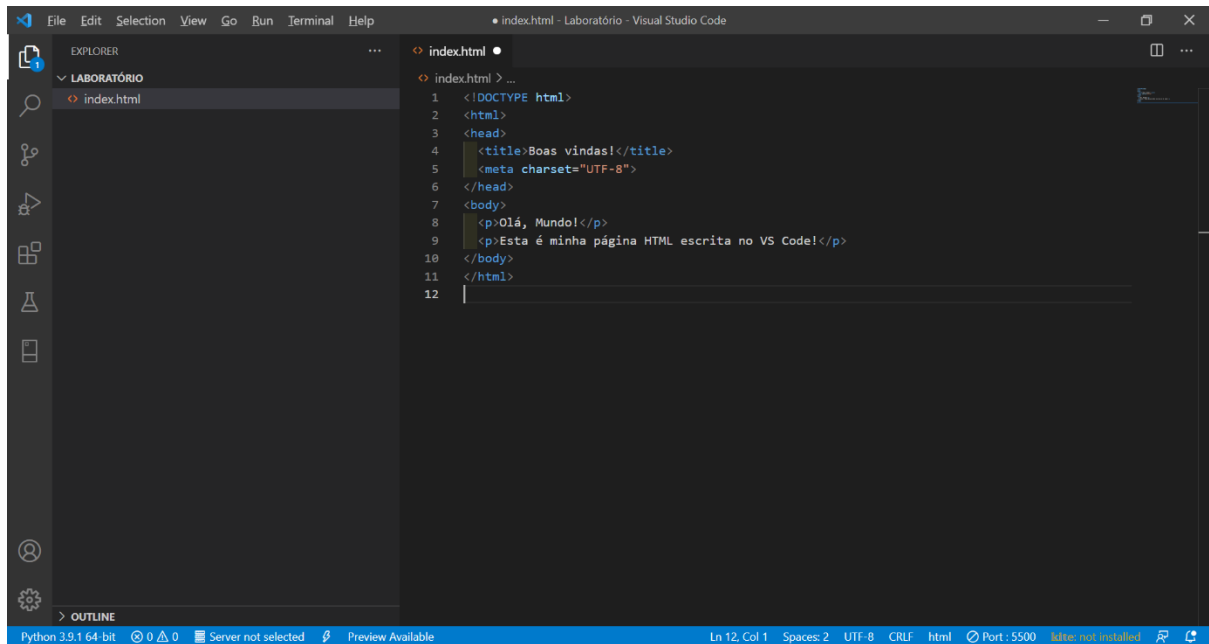 File Edit Selection View Go Run Terminal Help
● index.html - Laboratório - Visual Studio Code
EXPLORER
LABORATÓRIO
index.html
1
index.html ●
index.html > ...
1 <!DOCTYPE html>
2 <html>
3 <head>
4 <title>Boas vindas!</title>
5 <meta charset="UTF-8">
6 </head>
7 <body>
8 <p>Olá, Mundo!</p>
9 <p>Esta é minha página HTML escrita no VS Code!</p>
10 </body>
11 </html>
12
OUTLINE
Python 3.9.1 64-bit 0 0 Server not selected Preview Available Ln 12, Col 1 Spaces: 2 UTF-8 CRLF html Port : 5500 kite: not installed